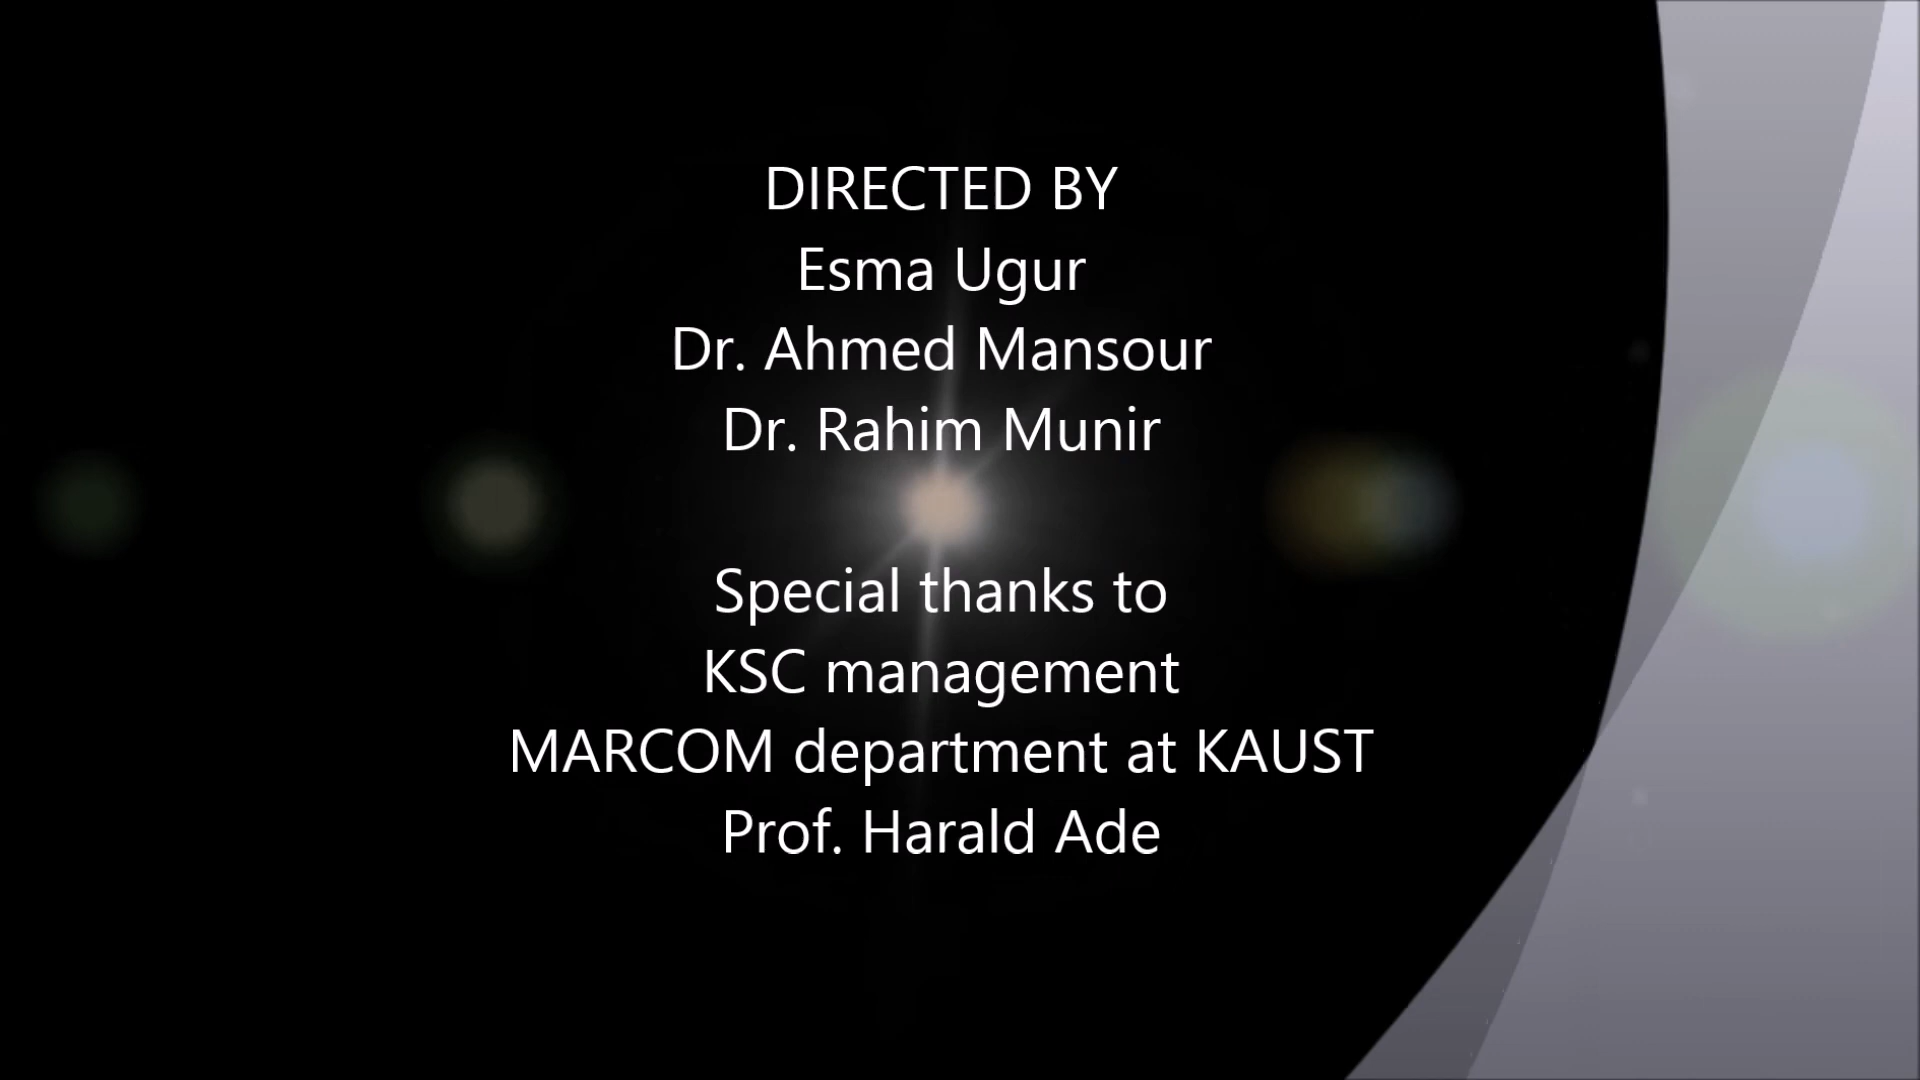 DIRECTED BY
Esma Ugur
Dr. Ahmed Mansour
Dr. Rahim Munir
Special thanks to
KSC management
MARCOM department at KAUST
Prof. Harald Ade